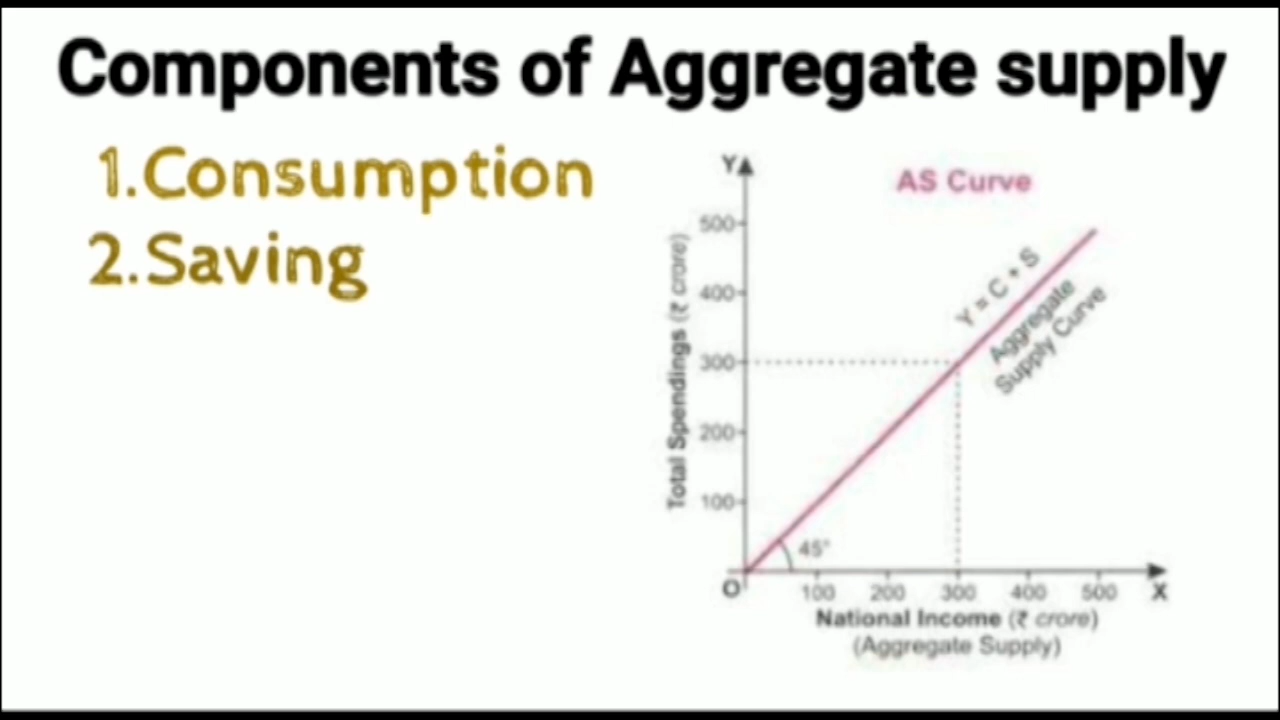 Components of Aggregate supply
1.Consumption
2.Saving
Y
AS Curve
500
400
300
200
100
Total Spendings (₹ crore)
Y = C + S
Aggregate
Supply Curve
45°
O
100 200 300 400 500 X
National Income (₹ crore)
(Aggregate Supply)